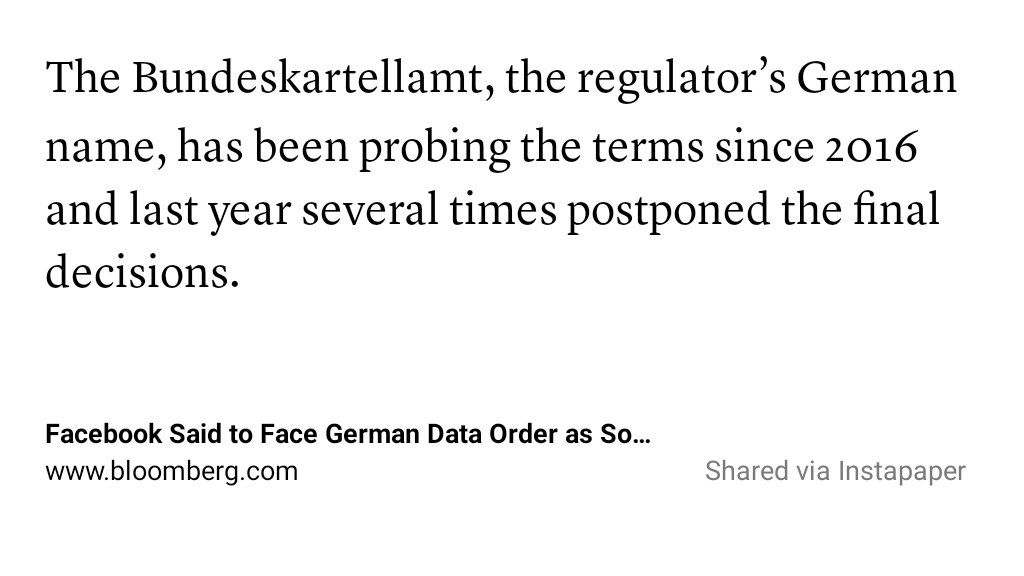 The Bundeskartellamt, the regulator’s German
name, has been probing the terms since 2016
and last year several times postponed the final
decisions.
Facebook Said to Face German Data Order as So…
www.bloomberg.com
Shared via Instapaper